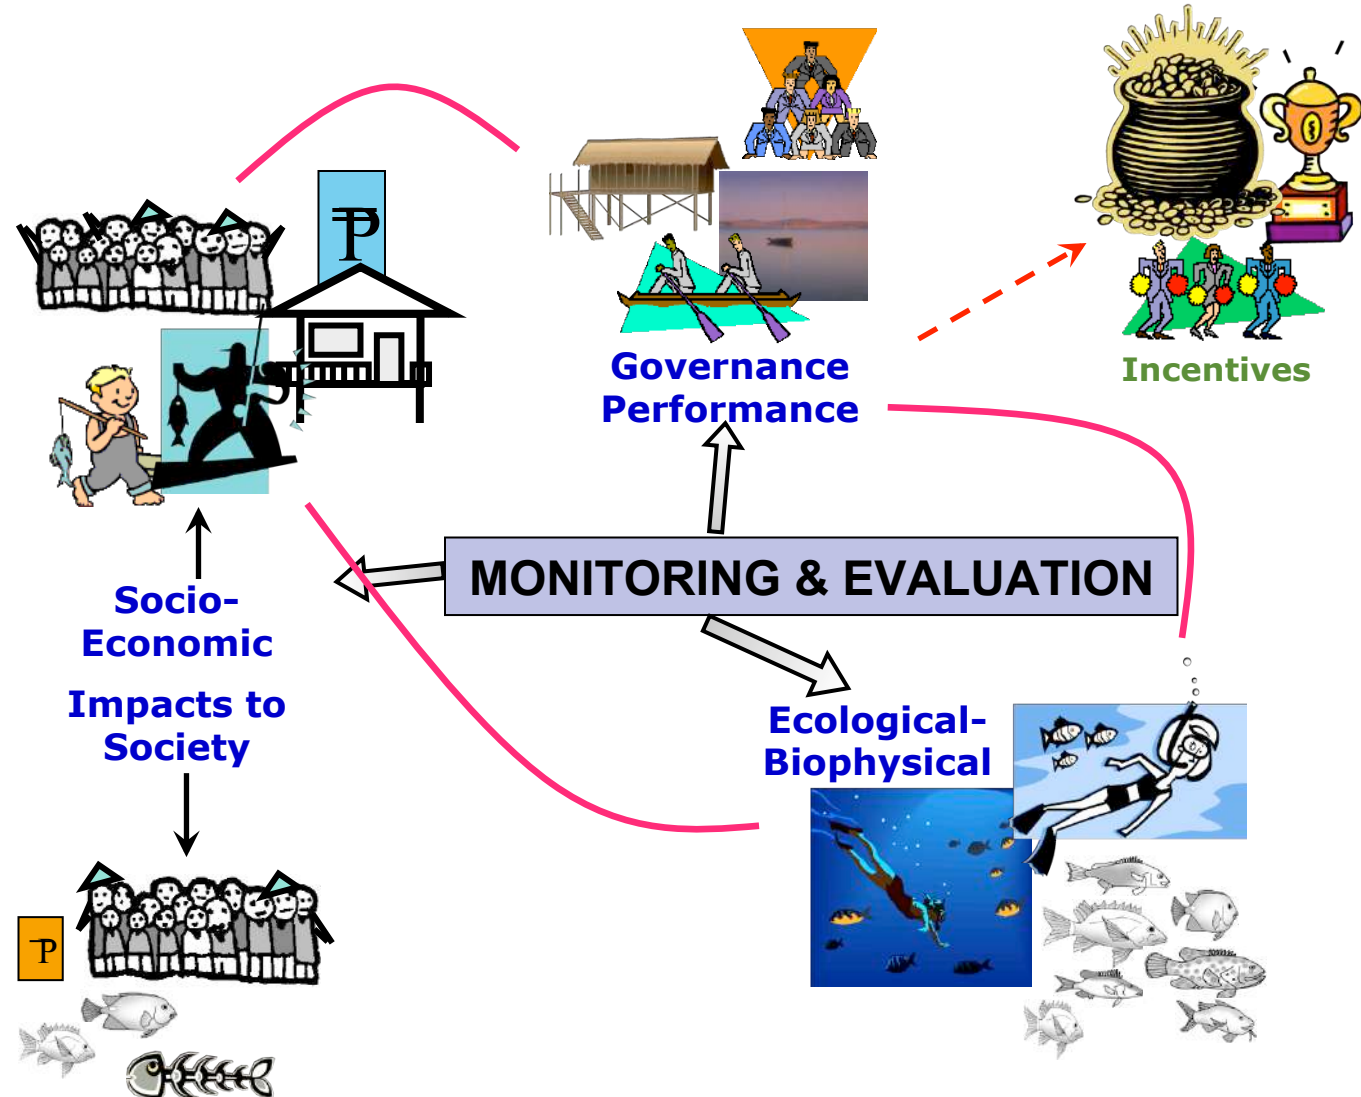 ₱
Governance
Performance
Incentives
MONITORING & EVALUATION
Socio-
Economic
Impacts to
Society
Ecological-
Biophysical
₱
$